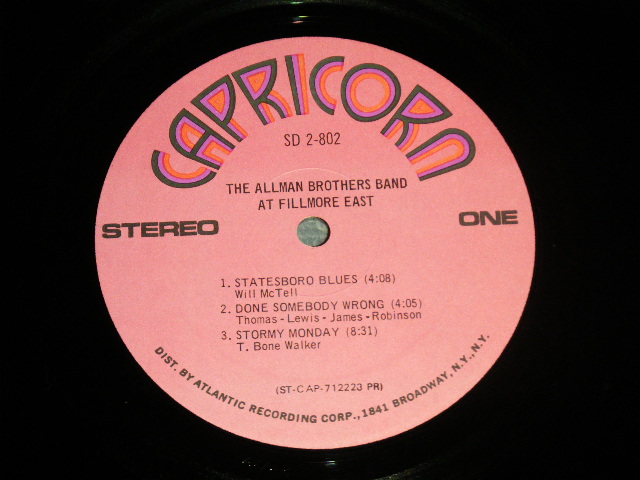 CAPRICORN
SD 2-802
THE ALLMAN BROTHERS BAND
AT FILLMORE EAST
STEREO
ONE
1. STATESBORO BLUES (4:08)
Will McTell
2. DONE SOMEBODY WRONG (4:05)
Thomas - Lewis - James - Robinson
3. STORMY MONDAY (8:31)
T. Bone Walker
(ST-CAP-712223 PR)
DIST. BY ATLANTIC RECORDING CORP., 1841 BROADWAY, N.Y., N.Y.